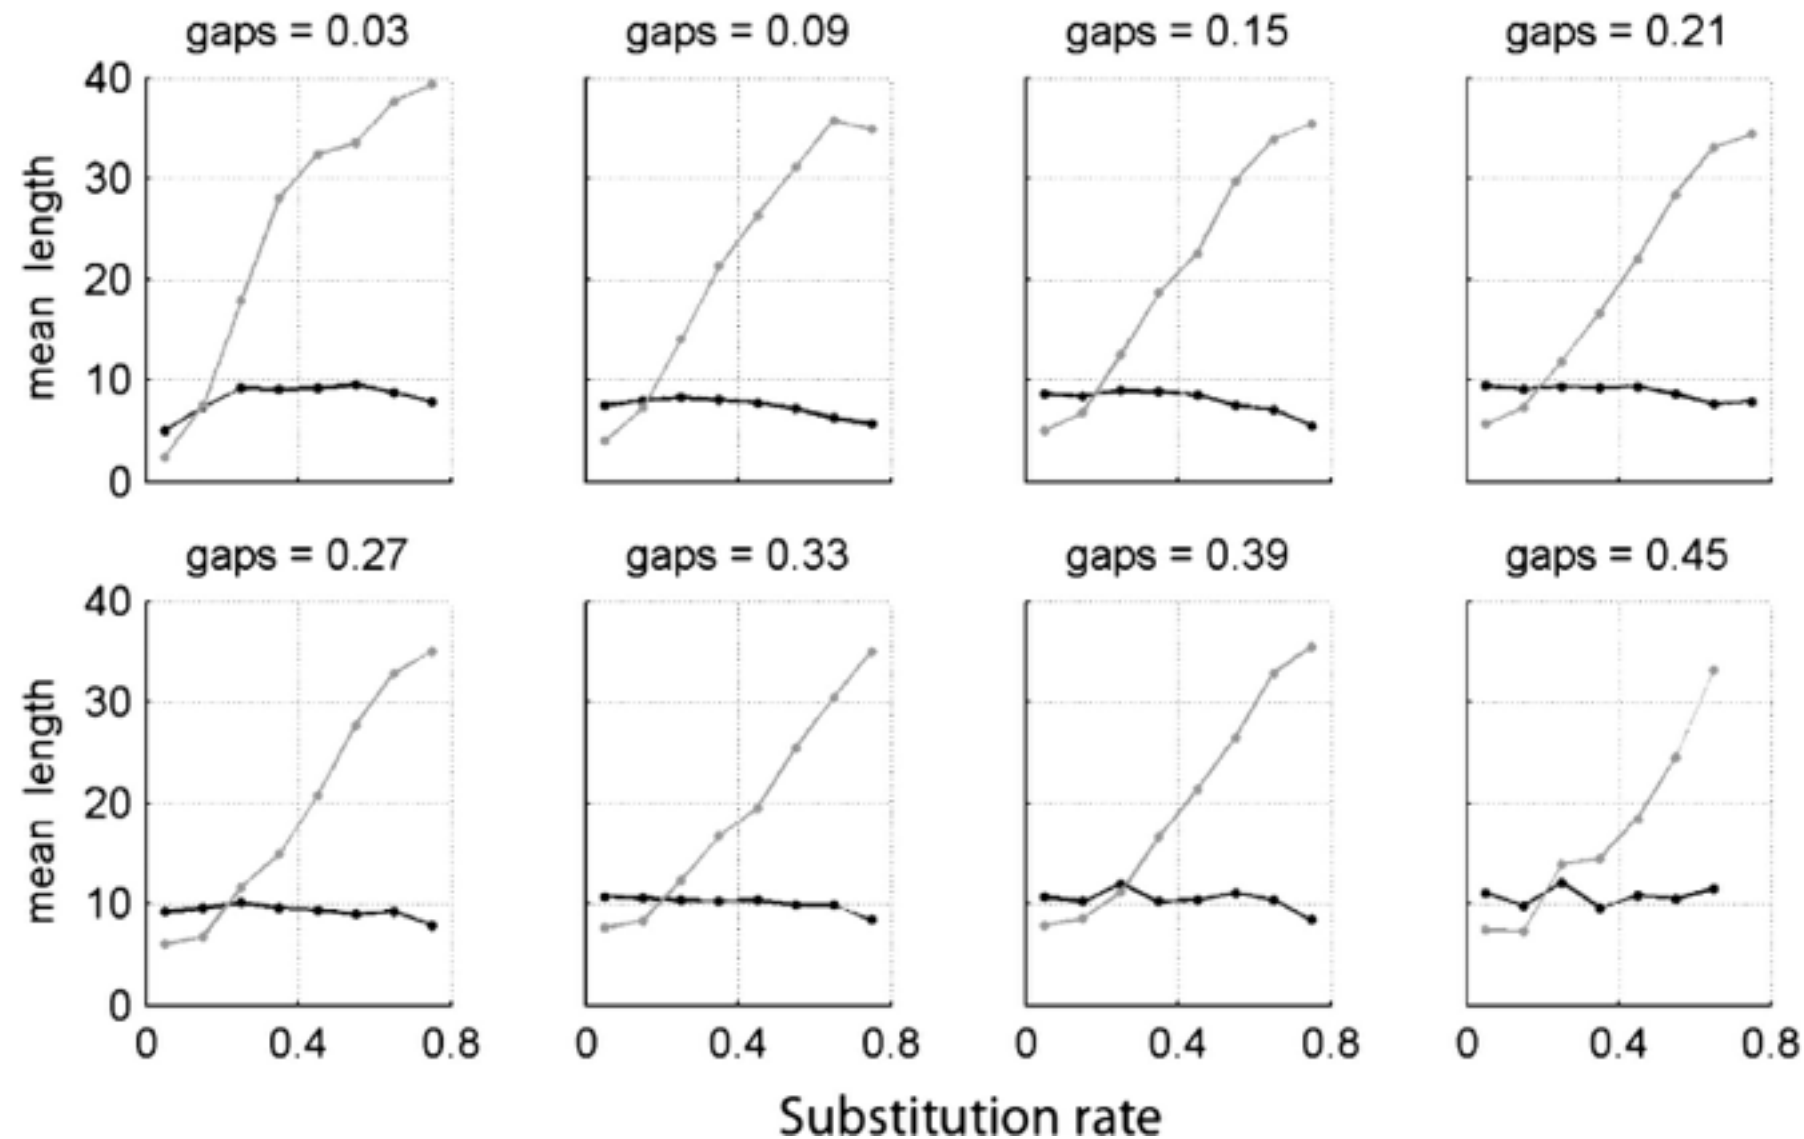 gaps = 0.03 gaps = 0.09 gaps = 0.15 gaps = 0.21
40
30
20
10
0
mean length
gaps = 0.27 gaps = 0.33 gaps = 0.39 gaps = 0.45
40
30
20
10
0
mean length
0 0.4 0.8 0 0.4 0.8 0 0.4 0.8 0 0.4 0.8
Substitution rate